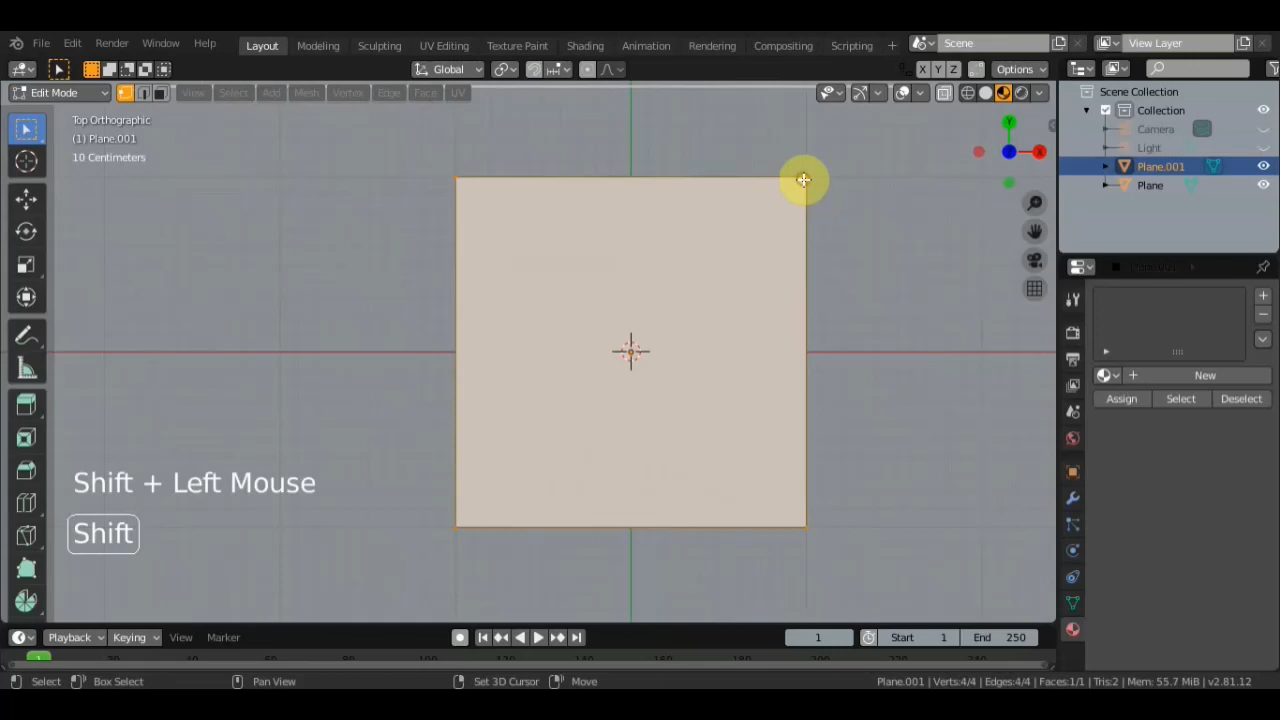 File Edit Render Window Help Layout Modeling Sculpting UV Editing Texture Paint Shading Animation Rendering Compositing Scripting + Scene View Layer
Global X Y Z Options
Edit Mode View Select Add Mesh Vertex Edge Face UV
Top Orthographic
(1) Plane.001
10 Centimeters
Y
Z X
Scene Collection
Collection
Camera
Light
Plane.001
Plane
New
Assign Select Deselect
Shift + Left Mouse
Shift
Playback Keying View Marker 1 Start 1 End 250
1
Select Box Select Pan View Set 3D Cursor Move Plane.001 | Verts:4/4 | Edges:4/4 | Faces:1/1 | Tris:2 | Mem: 55.7 MiB | v2.81.12